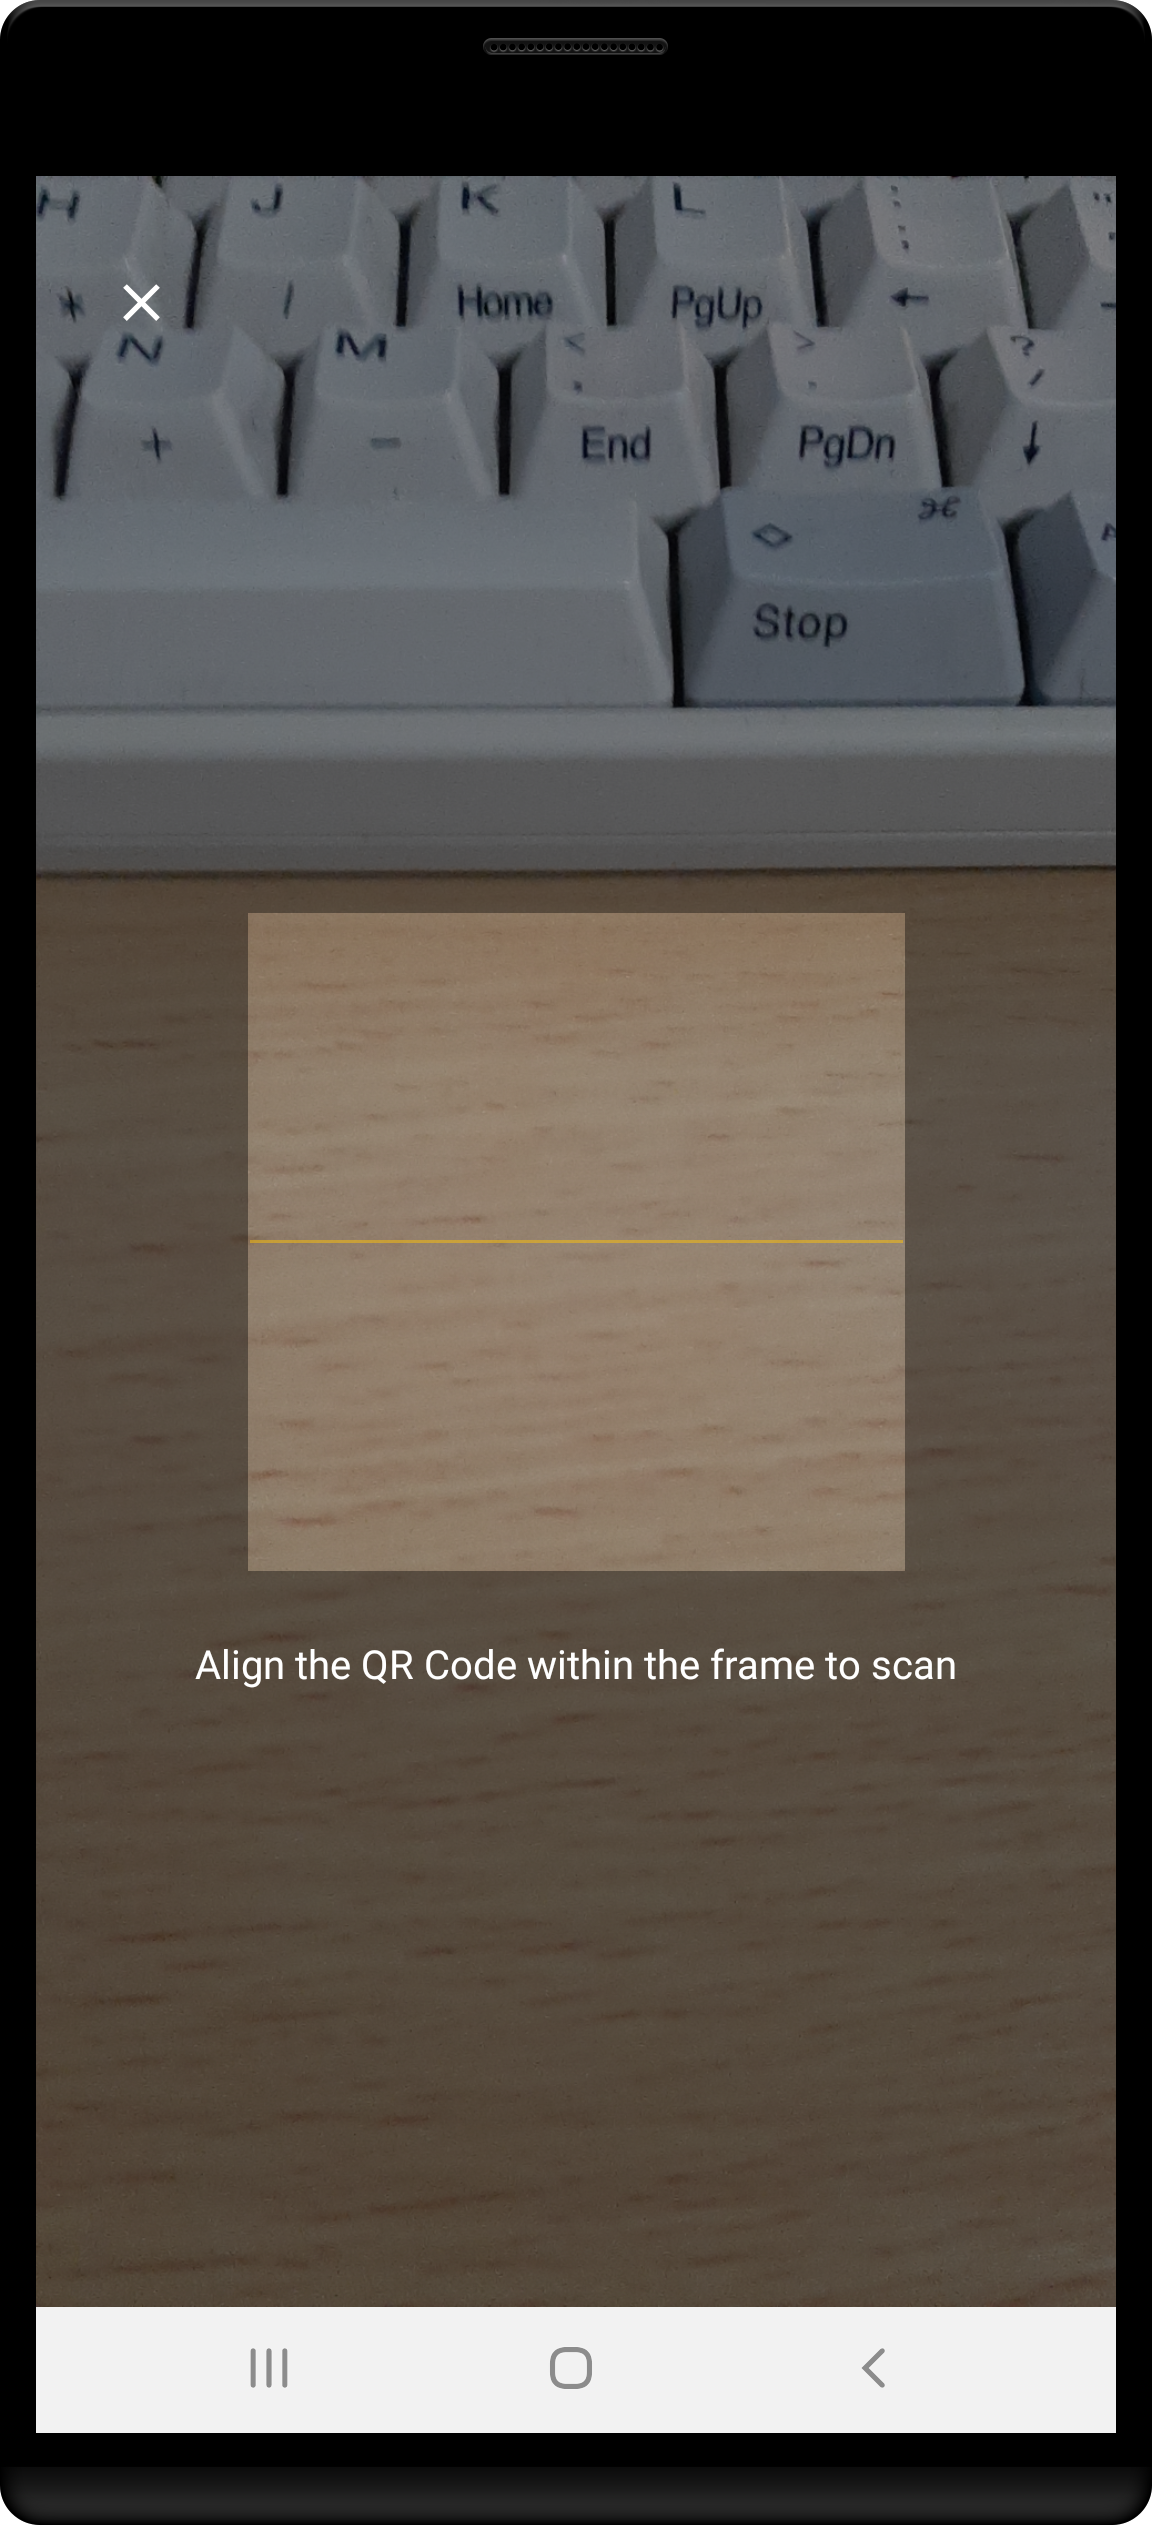 H J K L : ; "
* / Home PgUp ← -
N M < , > . ? /
+ - End PgDn ↓
⌘
Stop
Align the QR Code within the frame to scan